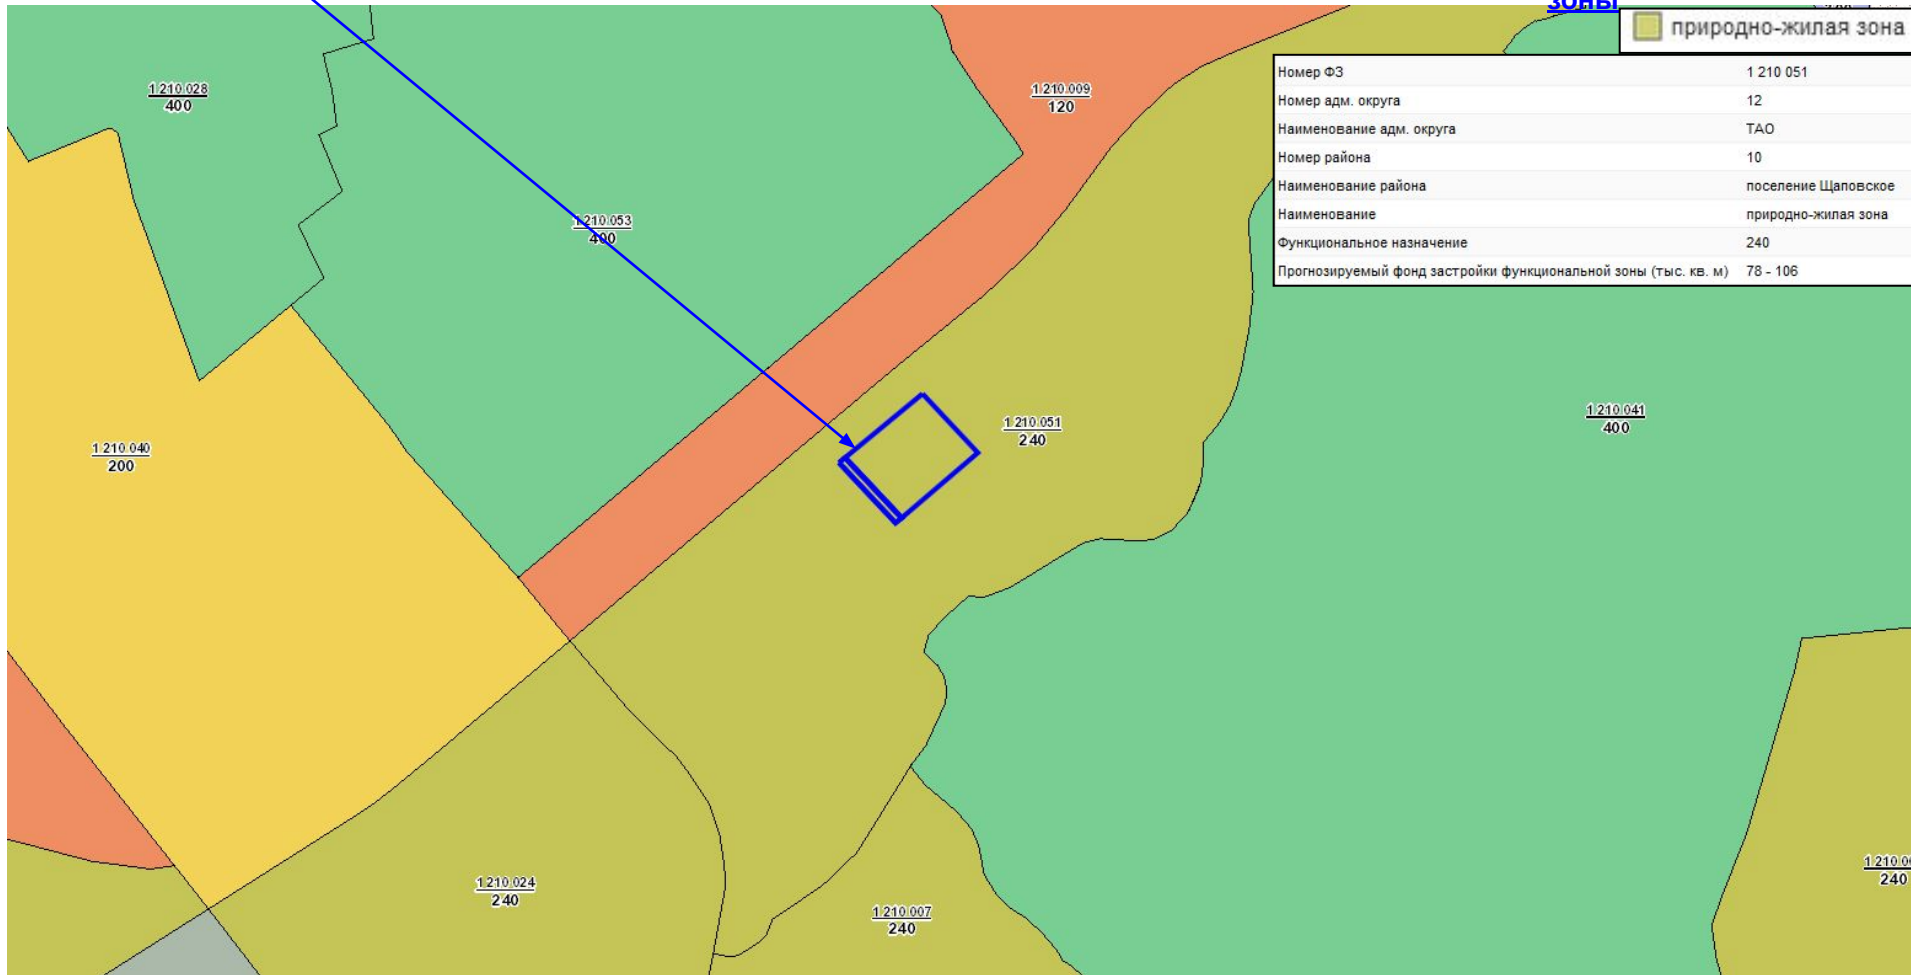 зоны
природно-жилая зона
Номер ФЗ 1 210 051
Номер адм. округа 12
Наименование адм. округа ТАО
Номер района 10
Наименование района поселение Щаповское
Наименование природно-жилая зона
Функциональное назначение 240
Прогнозируемый фонд застройки функциональной зоны (тыс. кв. м) 78 - 106
1 210 028
400
1 210 009
120
1 210 053
400
1 210 051
240
1 210 041
400
1 210 040
200
1 210 024
240
1 210 007
240
240